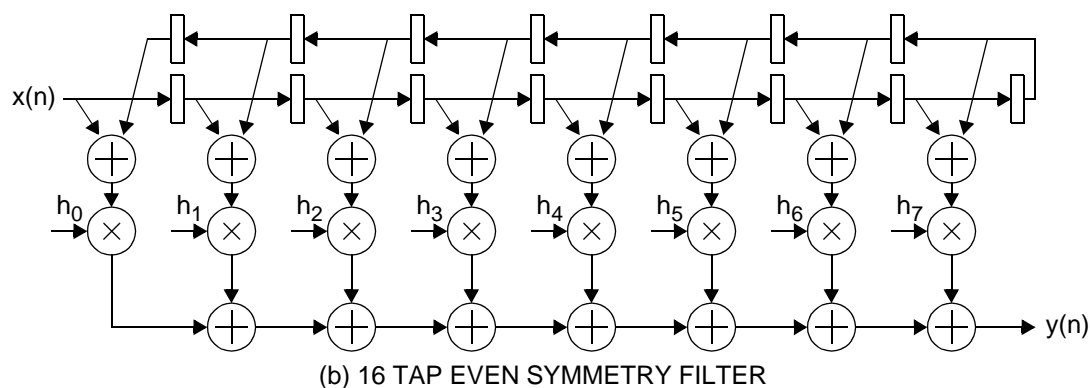 x(n)
h0 h1 h2 h3 h4 h5 h6 h7
y(n)
(b) 16 TAP EVEN SYMMETRY FILTER